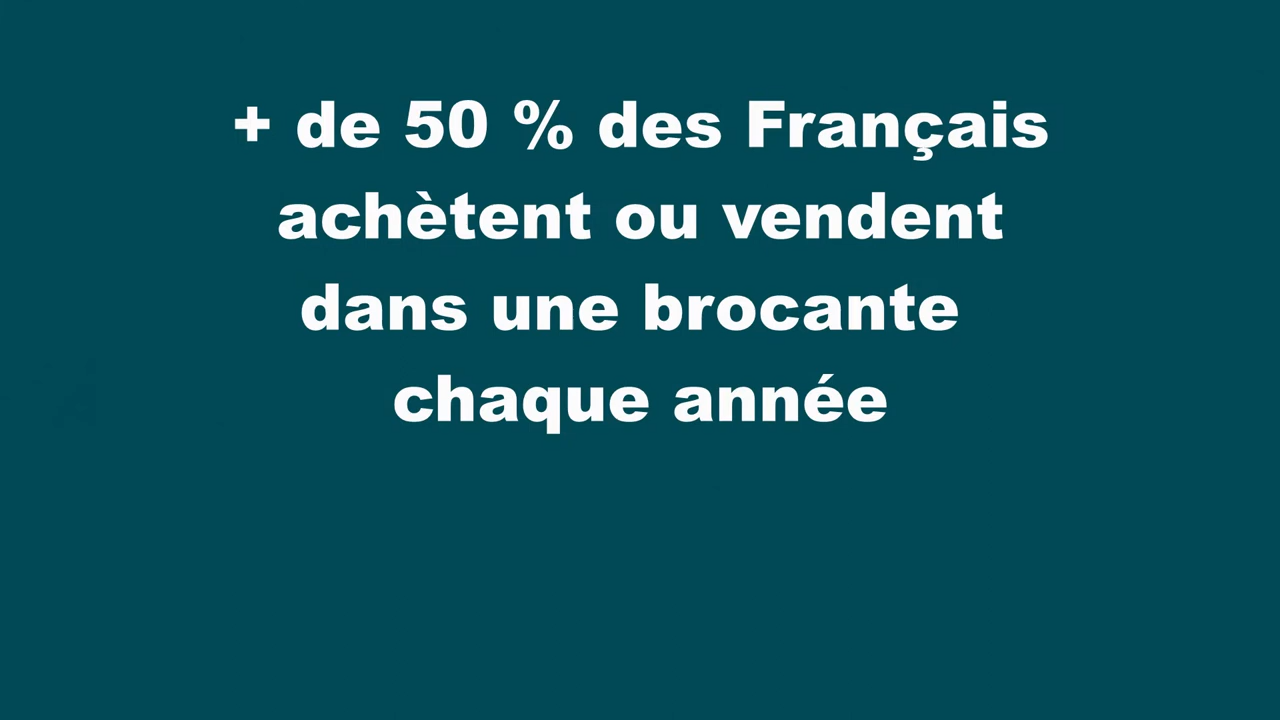 + de 50 % des Français
achètent ou vendent
dans une brocante
chaque année